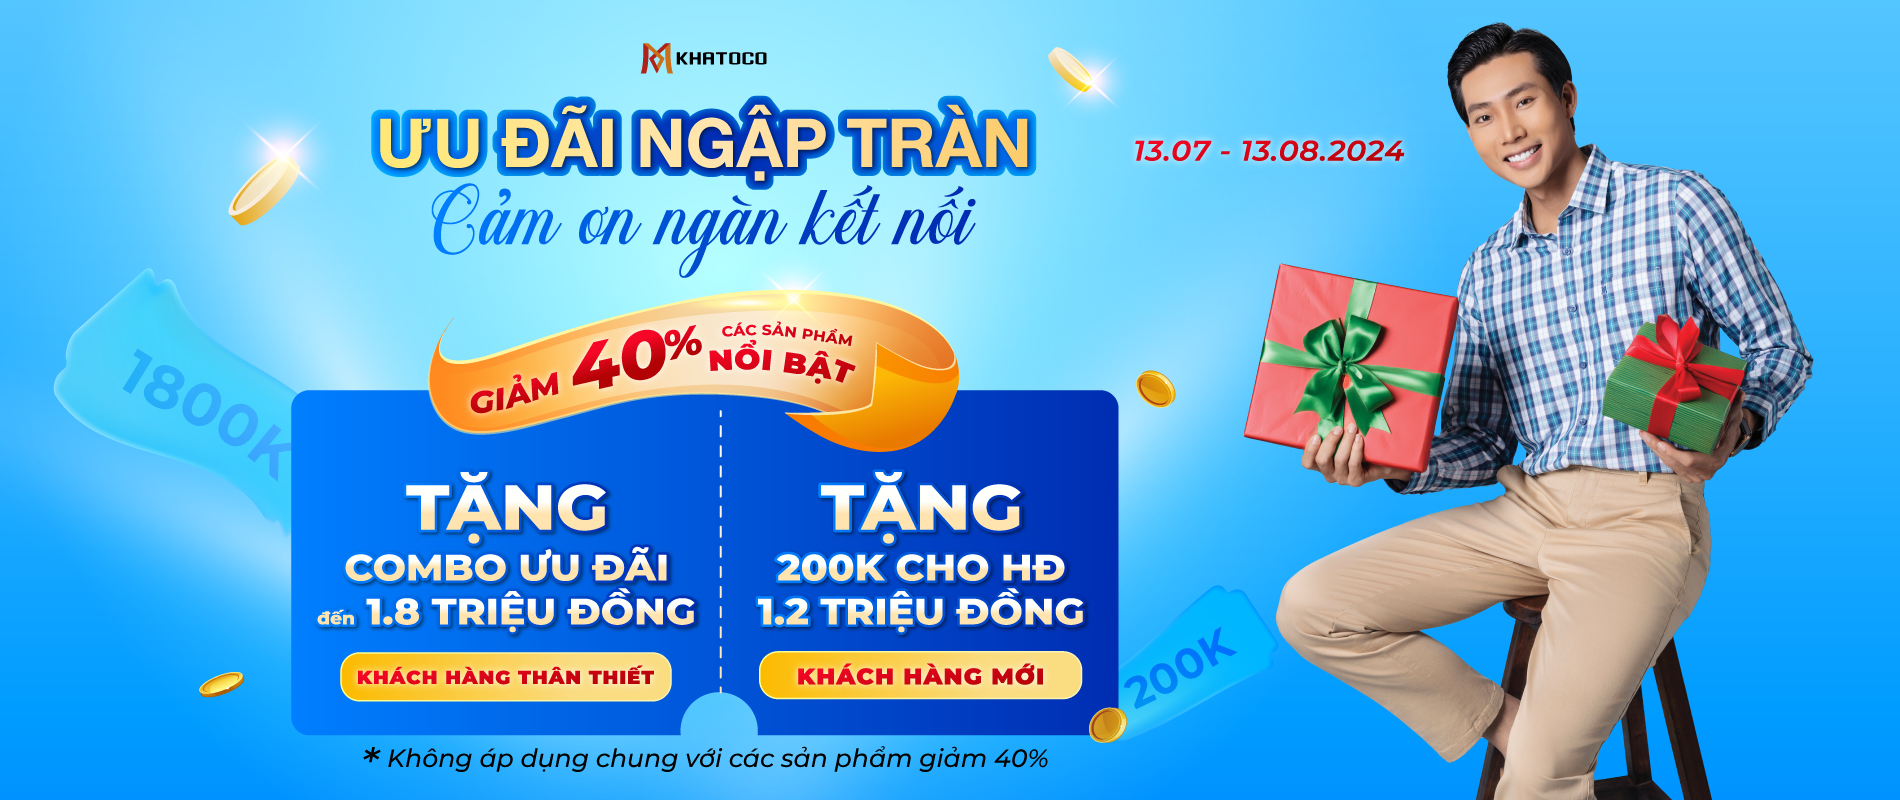 KHATOCO
ƯU ĐÃI NGẬP TRÀN
Cảm ơn ngàn kết nối
13.07 - 13.08.2024
GIẢM 40% CÁC SẢN PHẨM
NỔI BẬT
1800K
TẶNG
COMBO ƯU ĐÃI
đến 1.8 TRIỆU ĐỒNG
KHÁCH HÀNG THÂN THIẾT
TẶNG
200K CHO HĐ
1.2 TRIỆU ĐỒNG
KHÁCH HÀNG MỚI
200K
* Không áp dụng chung với các sản phẩm giảm 40%